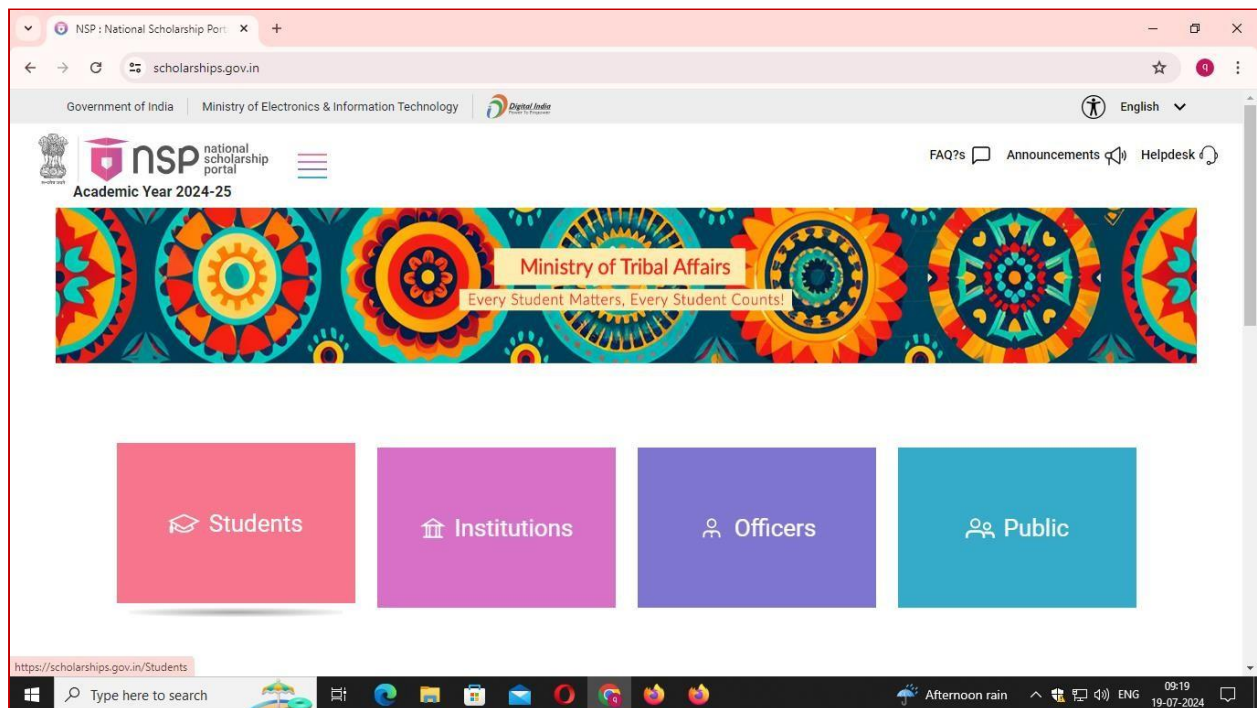 NSP : National Scholarship Port
scholarships.gov.in
Government of India Ministry of Electronics & Information Technology Digital India English
Power To Empower
nsp national scholarship portal
FAQ?s Announcements Helpdesk
Academic Year 2024-25
Ministry of Tribal Affairs
Every Student Matters, Every Student Counts!
Students Institutions Officers Public
https://scholarships.gov.in/Students
Type here to search Afternoon rain ENG 09:19
19-07-2024